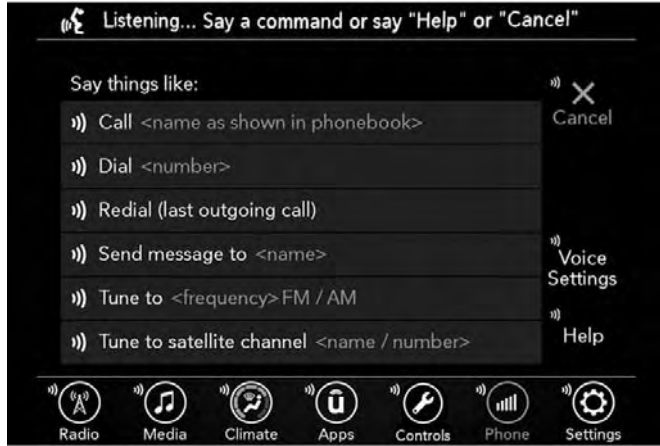 Listening... Say a command or say "Help" or "Cancel"
Say things like:
Call <name as shown in phonebook>
Dial <number>
Redial (last outgoing call)
Send message to <name>
Tune to <frequency> FM / AM
Tune to satellite channel <name / number>
Cancel
Voice
Settings
Help
ū
Radio Media Climate Apps Controls Phone Settings